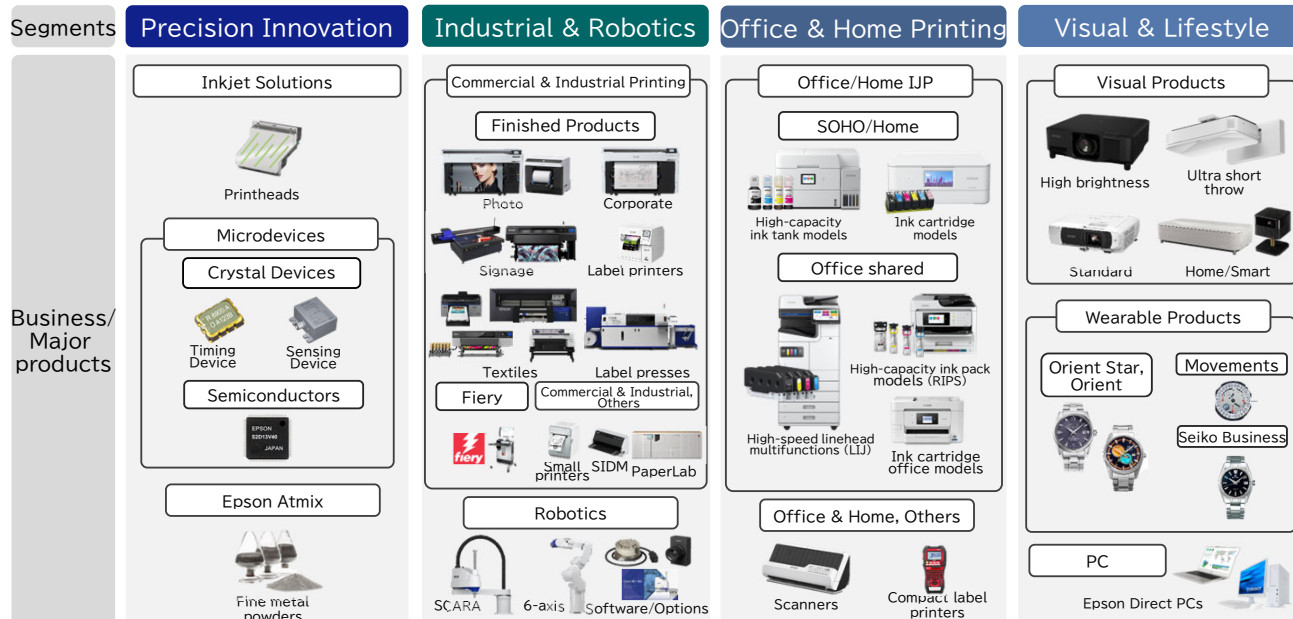 Segments
Precision Innovation
Industrial & Robotics
Office & Home Printing
Visual & Lifestyle
Business/
Major
products
Inkjet Solutions
Printheads
Microdevices
Crystal Devices
R 8900 A
D A123B
Timing
Device
Sensing
Device
Semiconductors
EPSON
S2D13V40
JAPAN
Epson Atmix
Fine metal
powders
Commercial & Industrial Printing
Finished Products
Photo
Corporate
Signage
Label printers
Textiles
Label presses
Fiery
Commercial & Industrial,
Others
fiery
Small
printers
SIDM
PaperLab
Robotics
SCARA
6-axis
Software/Options
Office/Home IJP
SOHO/Home
High-capacity
ink tank models
Ink cartridge
models
Office shared
High-speed linehead
multifunctions (LIJ)
High-capacity ink pack
models (RIPS)
Ink cartridge
office models
Office & Home, Others
Scanners
Compact label
printers
Visual Products
High brightness
Ultra short
throw
Standard
Home/Smart
Wearable Products
Orient Star,
Orient
Movements
Seiko Business
PC
Epson Direct PCs